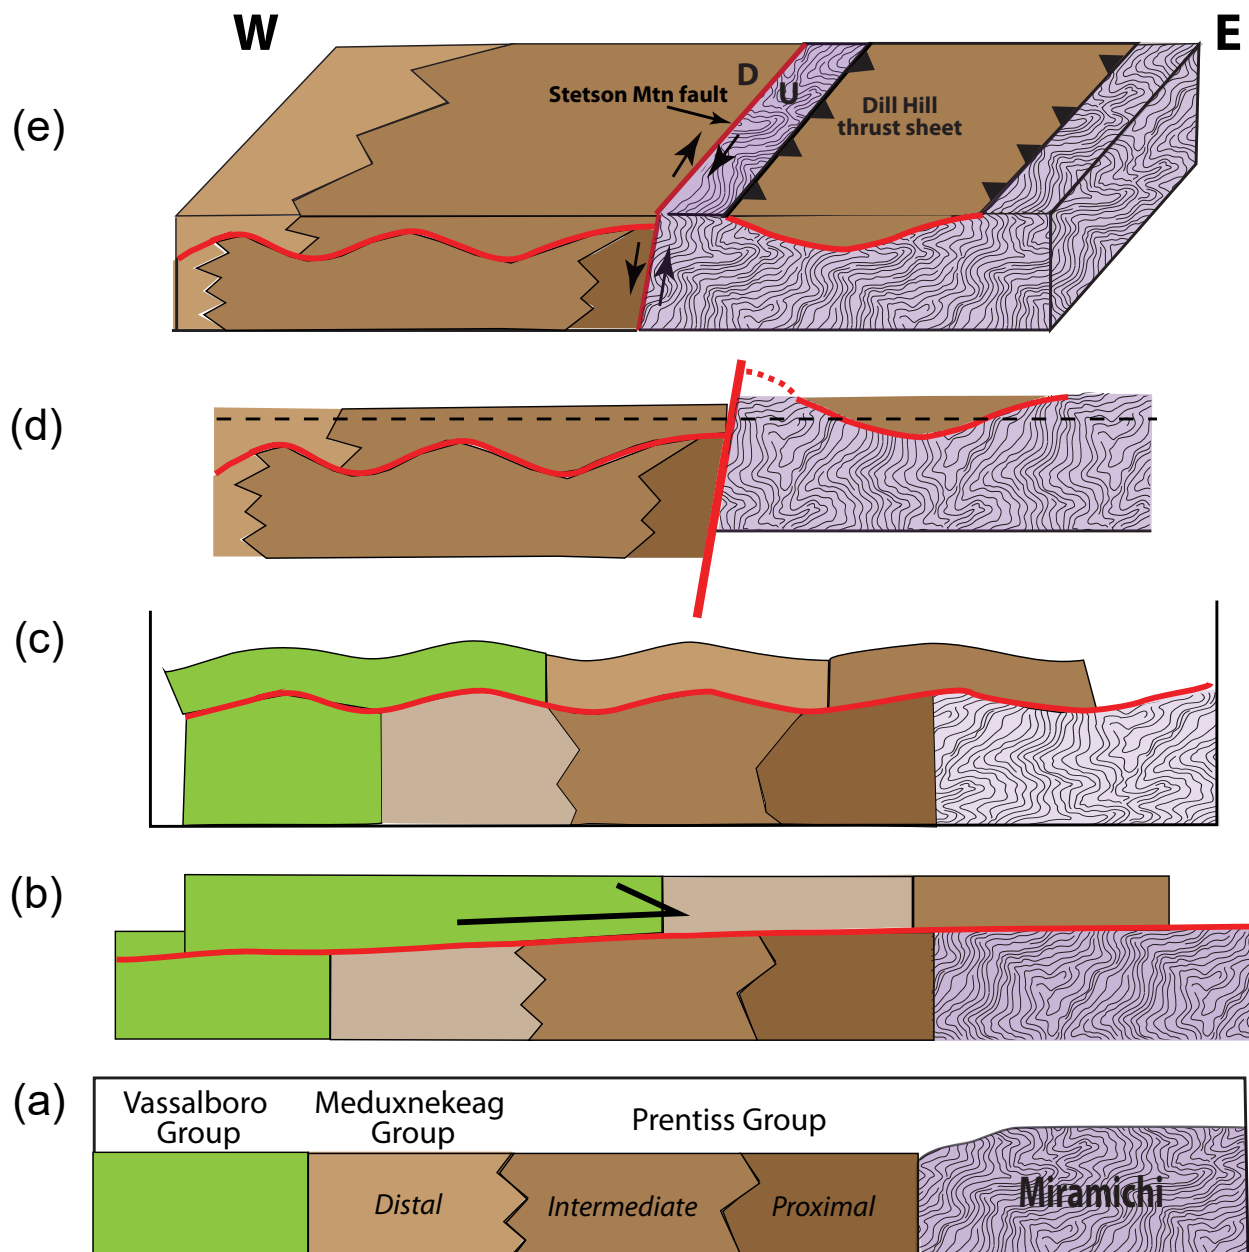 W
E
(e)
D
U
Stetson Mtn fault
Dill Hill
thrust sheet
(d)
(c)
(b)
(a)
Vassalboro
Group
Meduxnekeag
Group
Prentiss Group
Distal
Intermediate
Proximal
Miramichi